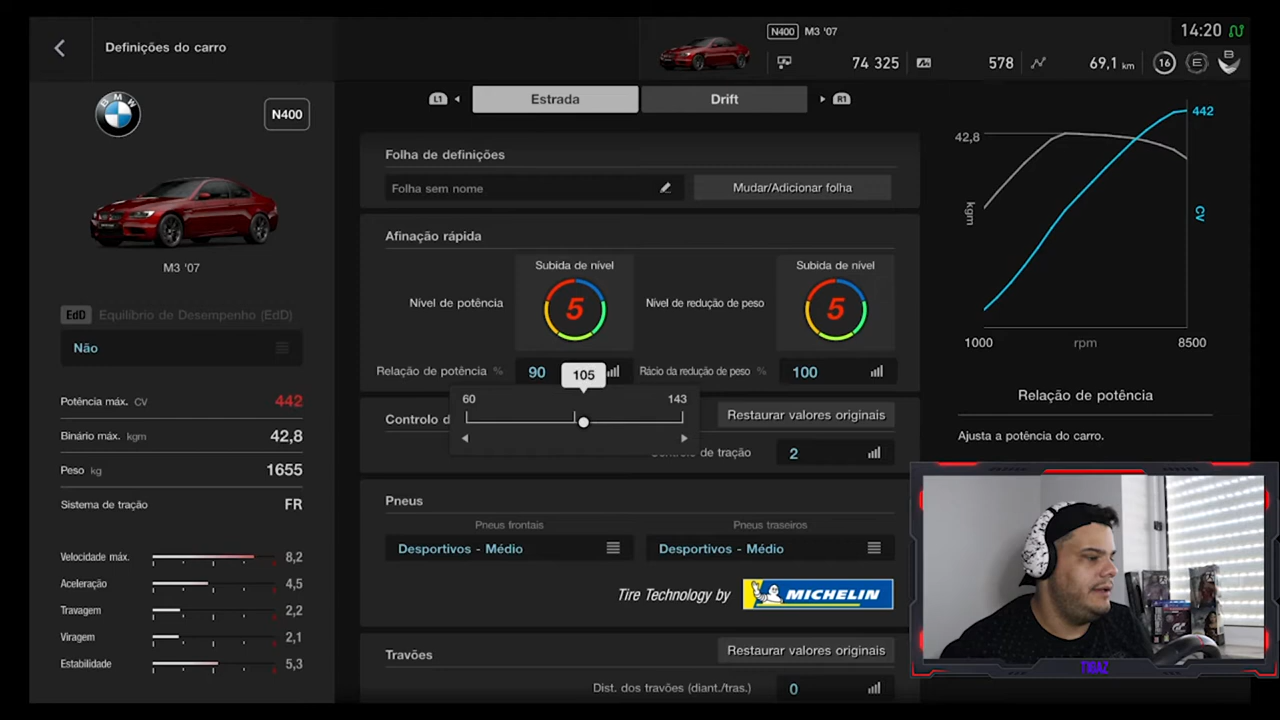 Definições do carro
N400 M3 '07
14:20
74 325
578
69,1 km
16
E
B
BMW
N400
M3 '07
EdD Equilíbrio de Desempenho (EdD)
Não
Potência máx. CV 442
Binário máx. kgm 42,8
Peso kg 1655
Sistema de tração FR
Velocidade máx. 8,2
Aceleração 4,5
Travagem 2,2
Viragem 2,1
Estabilidade 5,3
L1 Estrada Drift R1
Folha de definições
Folha sem nome
Mudar/Adicionar folha
Afinação rápida
Subida de nível
Subida de nível
Nível de potência 5
Nível de redução de peso 5
Relação de potência % 90
Rácio da redução de peso % 100
105
60 143
Controlo d
Restaurar valores originais
Controlo de tração 2
Pneus
Pneus frontais
Pneus traseiros
Desportivos - Médio
Desportivos - Médio
Tire Technology by MICHELIN
Travões
Restaurar valores originais
Dist. dos travões (diant./tras.) 0
442
42,8
kgm
CV
1000 rpm 8500
Relação de potência
Ajusta a potência do carro.
TIBAZ